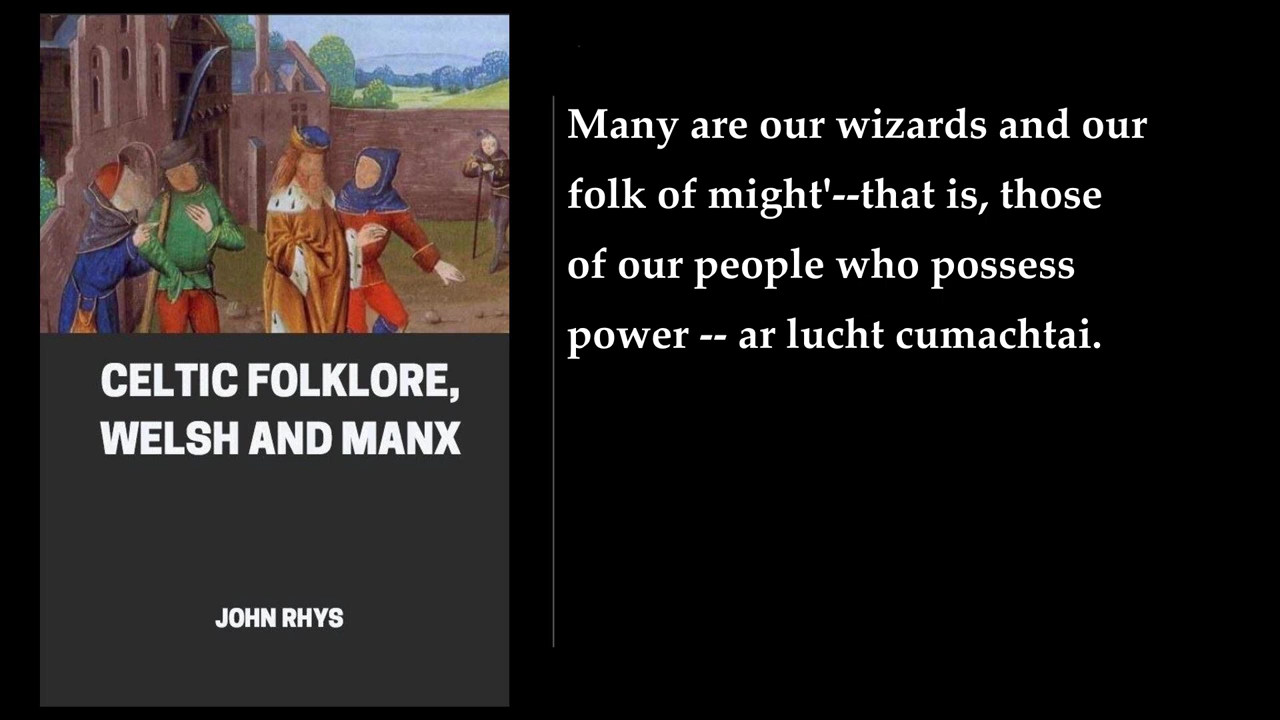 CELTIC FOLKLORE,
WELSH AND MANX
JOHN RHYS
Many are our wizards and our
folk of might'--that is, those
of our people who possess
power -- ar lucht cumachtai.